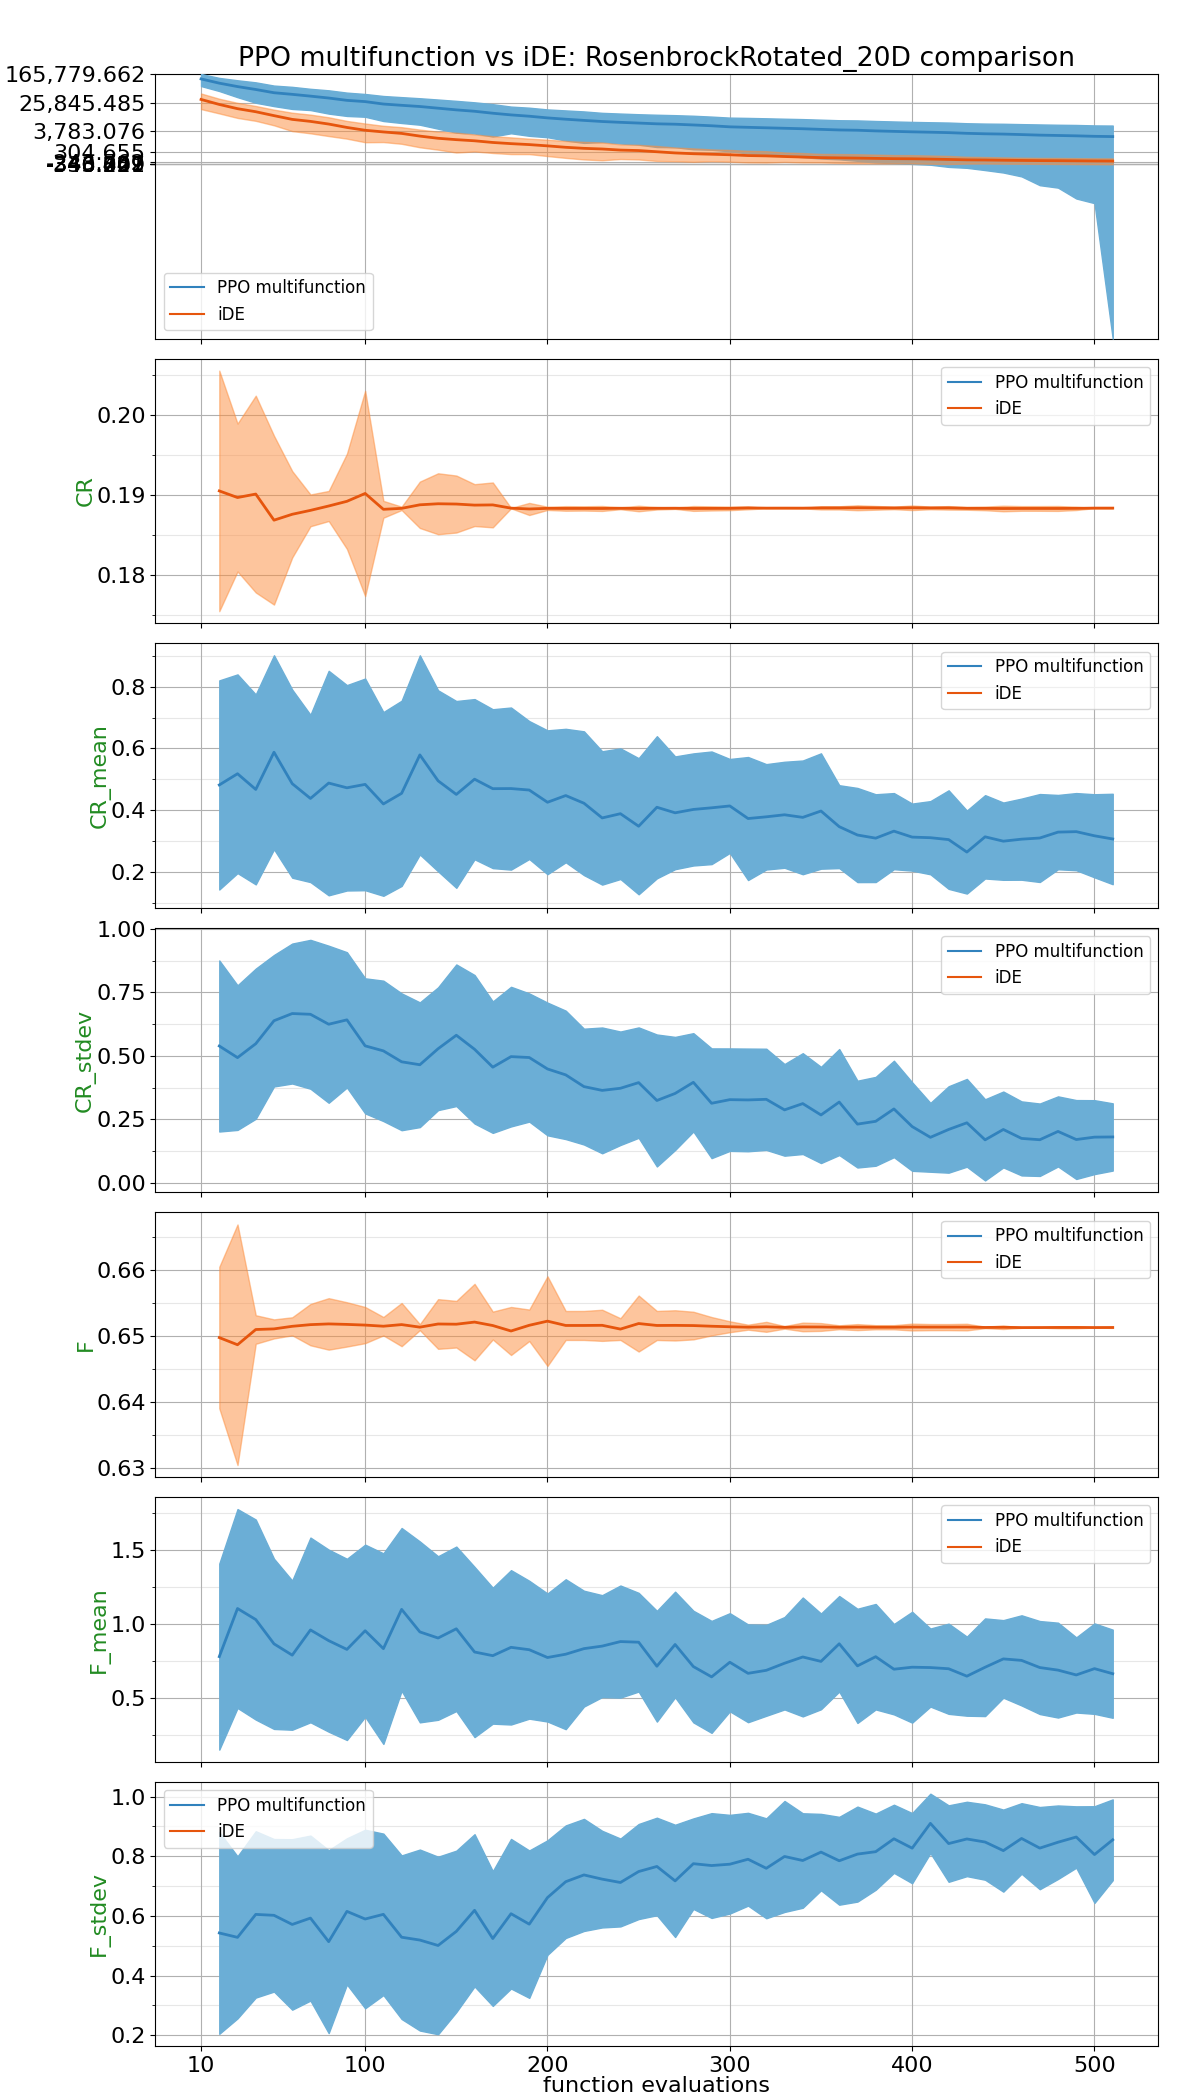 PPO multifunction vs iDE: RosenbrockRotated_20D comparison
165,779.662
25,845.485
3,783.076
304.655
PPO multifunction
iDE
0.20
0.19
0.18
CR
PPO multifunction
iDE
0.8
0.6
0.4
0.2
CR_mean
PPO multifunction
iDE
1.00
0.75
0.50
0.25
0.00
CR_stdev
PPO multifunction
iDE
0.66
0.65
0.64
0.63
F
PPO multifunction
iDE
1.5
1.0
0.5
F_mean
PPO multifunction
iDE
1.0
0.8
0.6
0.4
0.2
F_stdev
PPO multifunction
iDE
10 100 200 300 400 500
function evaluations